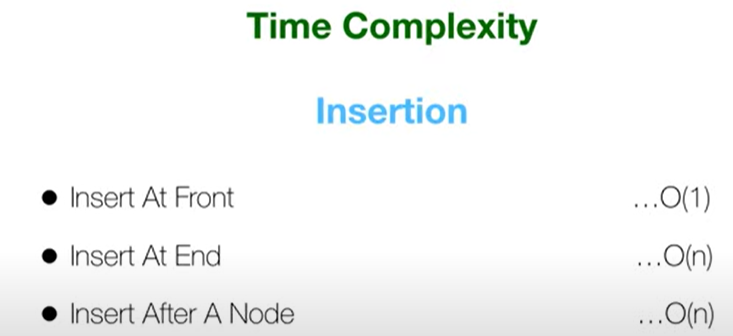 Time Complexity
Insertion
● Insert At Front ...O(1)
● Insert At End ...O(n)
● Insert After A Node ...O(n)